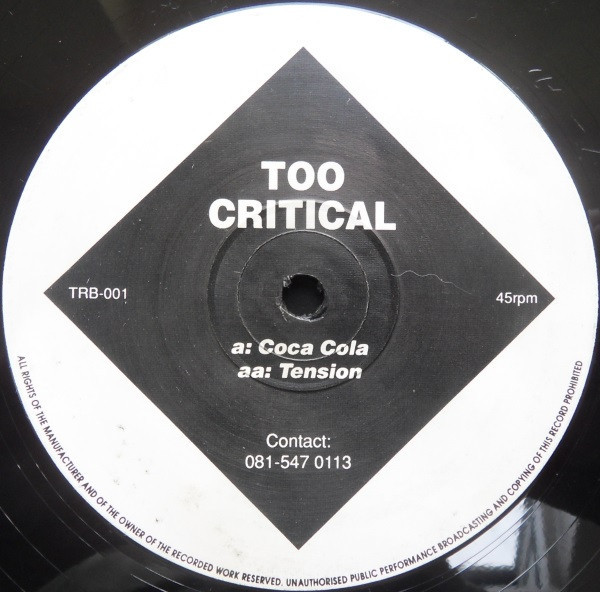 TOO
CRITICAL
TRB-001
45rpm
a: Coca Cola
aa: Tension
Contact:
081-547 0113
ALL RIGHTS OF THE MANUFACTURER AND OF THE OWNER OF THE RECORDED WORK RESERVED. UNAUTHORISED PUBLIC PERFORMANCE BROADCASTING AND COPYING OF THIS RECORD PROHIBITED